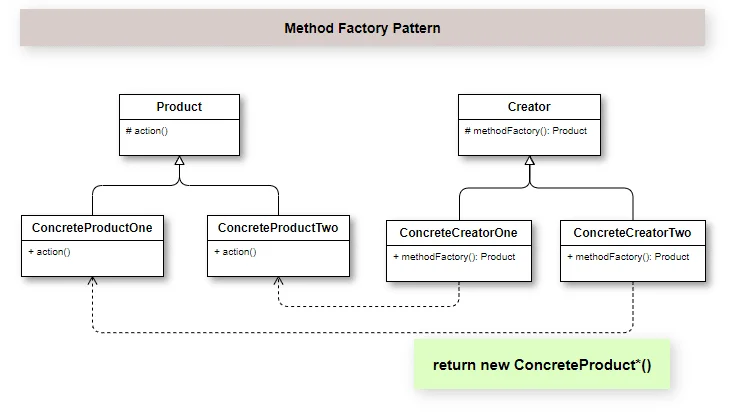 Method Factory Pattern
Product
# action()
Creator
# methodFactory(): Product
ConcreteProductOne
+ action()
ConcreteProductTwo
+ action()
ConcreteCreatorOne
+ methodFactory(): Product
ConcreteCreatorTwo
+ methodFactory(): Product
return new ConcreteProduct*()